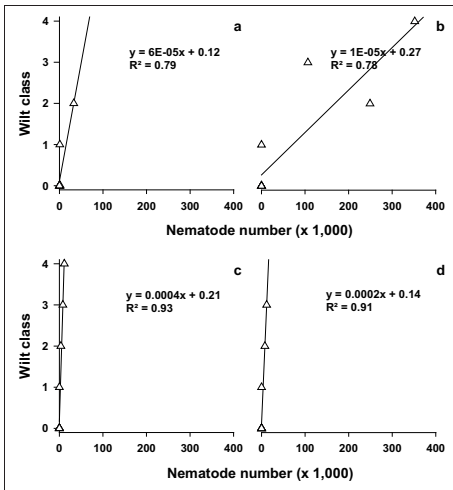 a
b
4
y = 6E-05x + 0.12
R² = 0.79
y = 1E-05x + 0.27
R² = 0.78
3
2
1
0
Wilt class
0 100 200 300 400
0 100 200 300 400
Nematode number (x 1,000)
c
d
4
y = 0.0004x + 0.21
R² = 0.93
y = 0.0002x + 0.14
R² = 0.91
3
2
1
0
Wilt class
0 100 200 300 400
0 100 200 300 400
Nematode number (x 1,000)